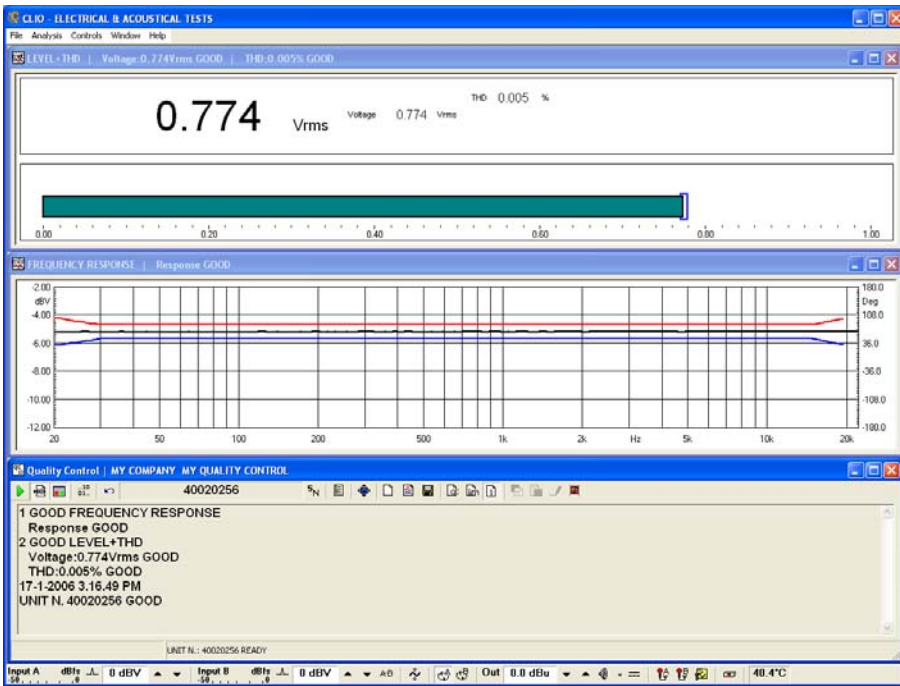 CLIO - ELECTRICAL & ACOUSTICAL TESTS
File Analysis Controls Window Help
LEVEL+THD | Voltage:0.774Vrms GOOD | THD:0.005% GOOD
0.774 Vrms Voltage 0.774 Vrms THD 0.005 %
0.00 0.20 0.40 0.60 0.80 1.00
FREQUENCY RESPONSE | Response GOOD
-2.00 180.0
dBV Deg
-4.00 108.0
-6.00 36.0
-8.00 -36.0
-10.00 -108.0
-12.00 -180.0
20 50 100 200 500 1k 2k Hz 5k 10k 20k
Quality Control | MY COMPANY MY QUALITY CONTROL
40020256 SN
1 GOOD FREQUENCY RESPONSE
Response GOOD
2 GOOD LEVEL+THD
Voltage:0.774Vrms GOOD
THD:0.005% GOOD
17-1-2006 3.16.49 PM
UNIT N. 40020256 GOOD
UNIT N.: 40020256 READY
Input A dBfs 0 dBV Input B dBfs 0 dBV Out 0.0 dBu 40.4°C
-50 0 -50 0